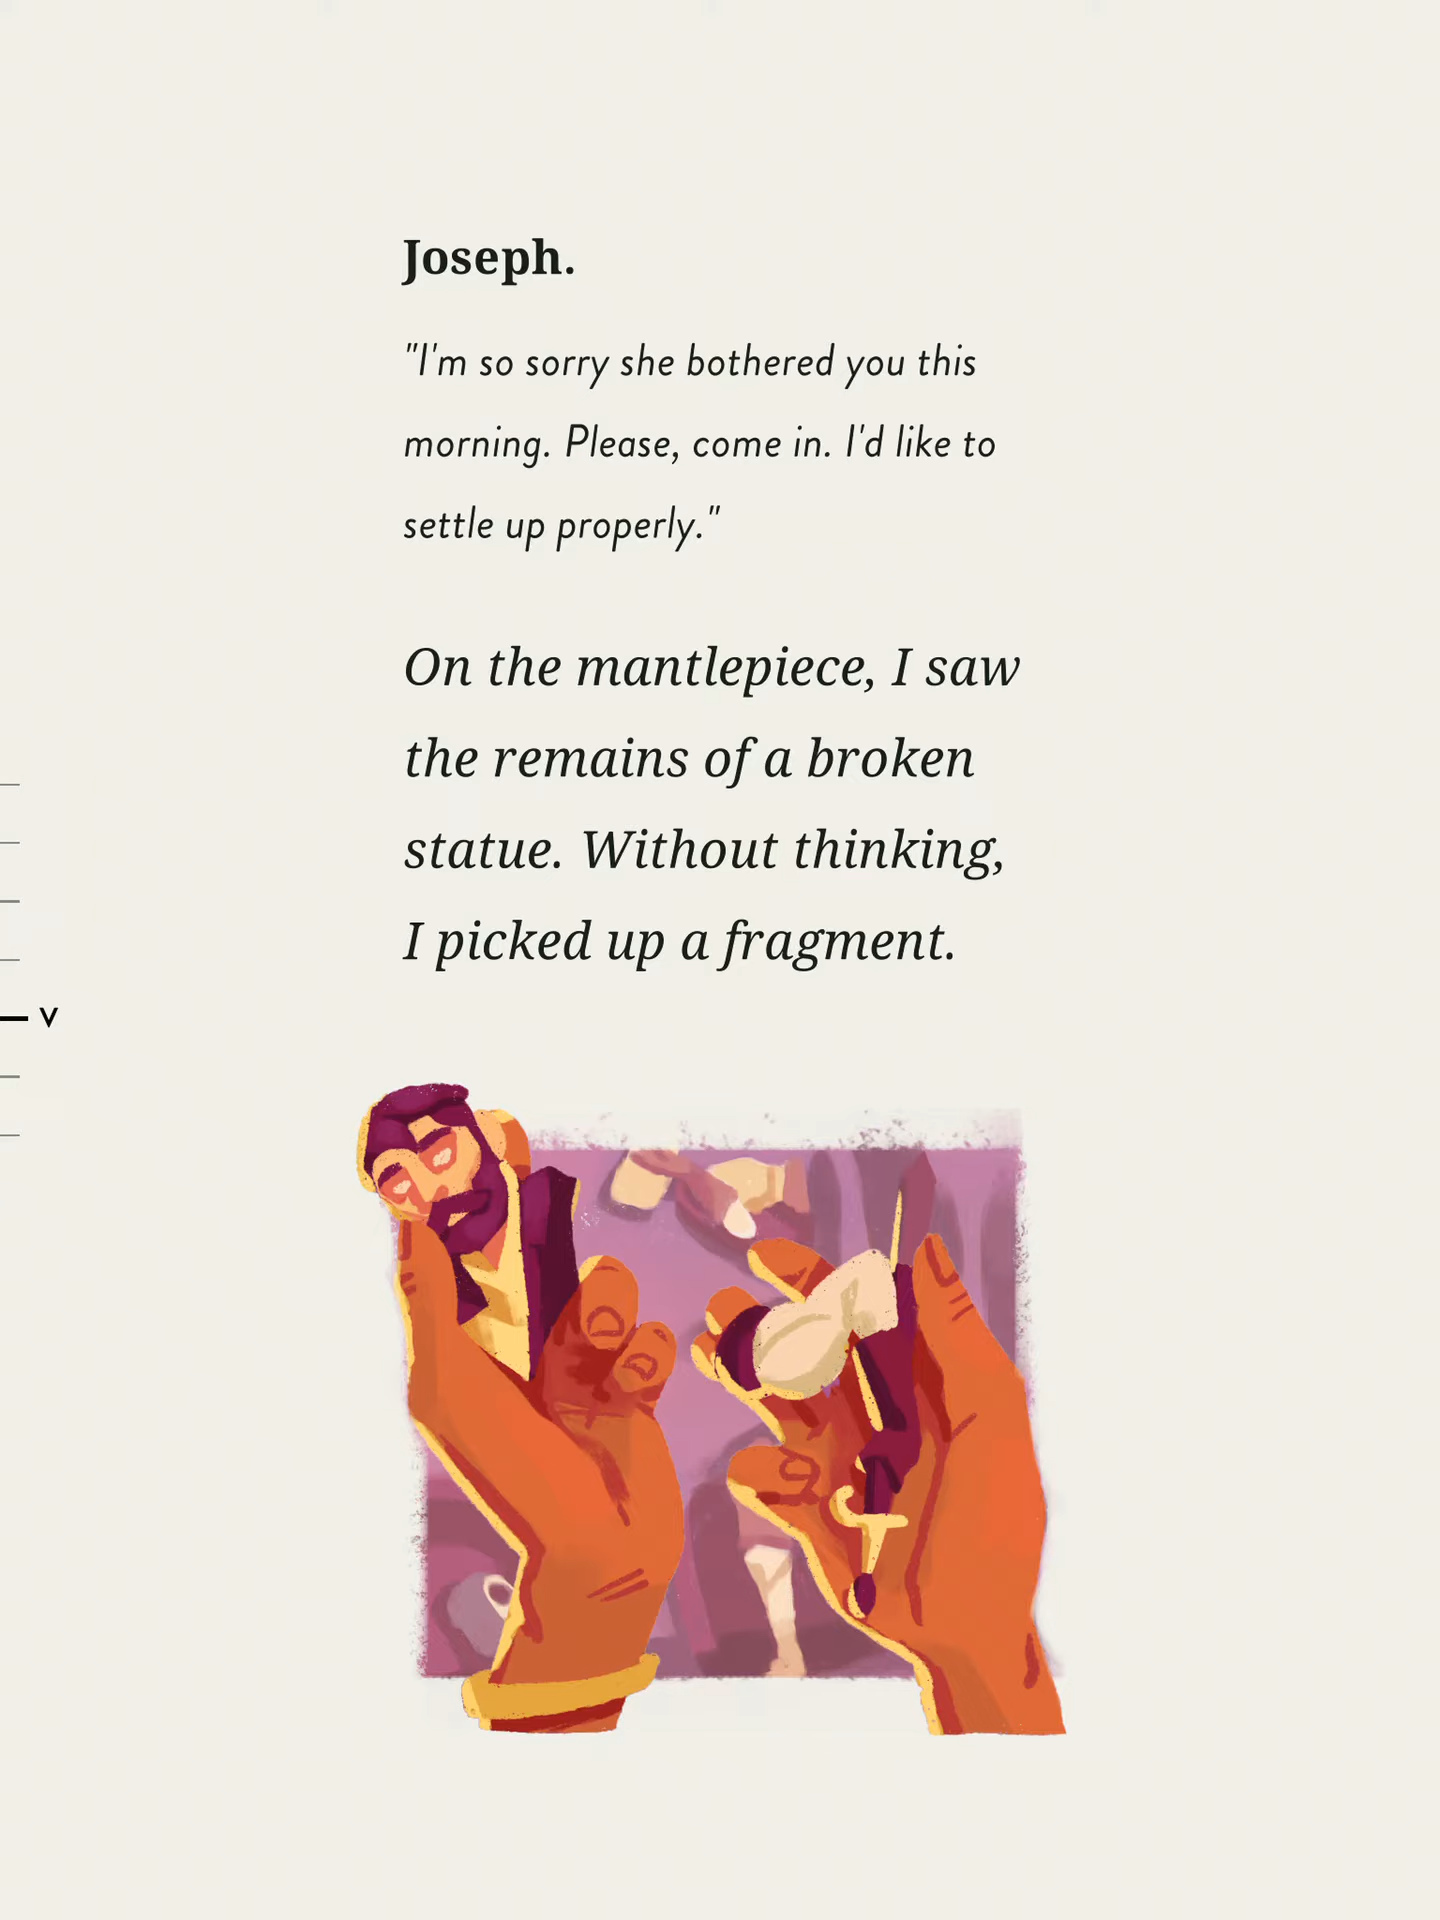 Joseph.
"I'm so sorry she bothered you this
morning. Please, come in. I'd like to
settle up properly."
On the mantlepiece, I saw
the remains of a broken
statue. Without thinking,
I picked up a fragment.
V